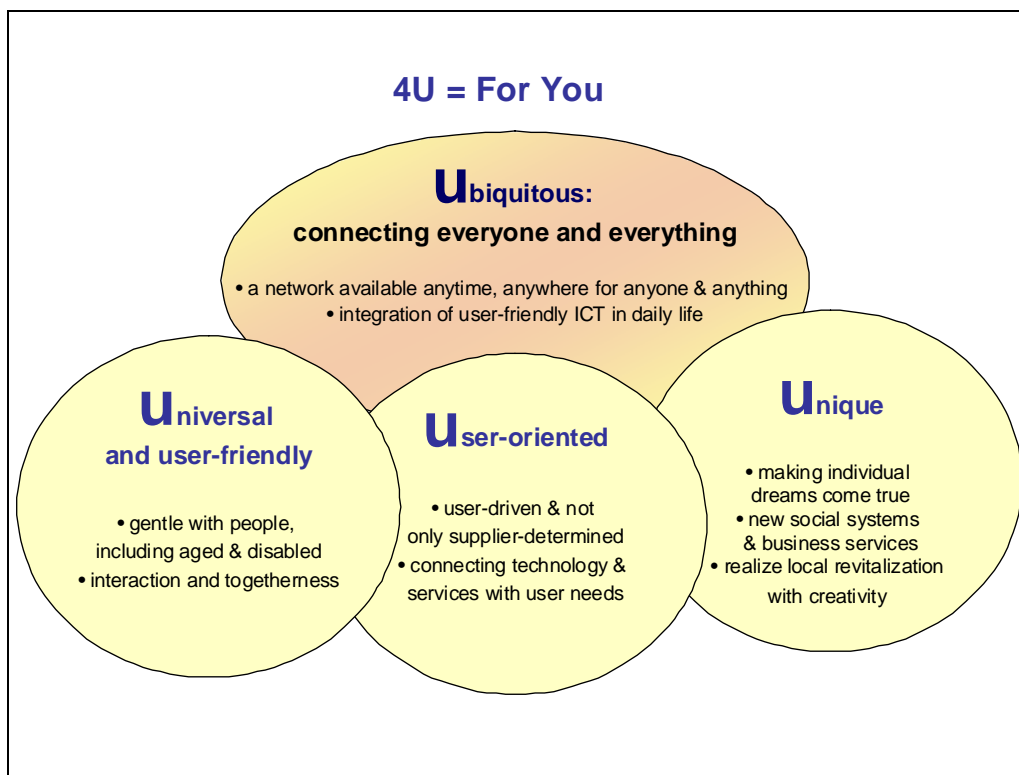 4U = For You
Ubiquitous:
connecting everyone and everything
• a network available anytime, anywhere for anyone & anything
• integration of user-friendly ICT in daily life
Universal
and user-friendly
• gentle with people,
including aged & disabled
• interaction and togetherness
User-oriented
• user-driven & not
only supplier-determined
• connecting technology &
services with user needs
Unique
• making individual
dreams come true
• new social systems
& business services
• realize local revitalization
with creativity